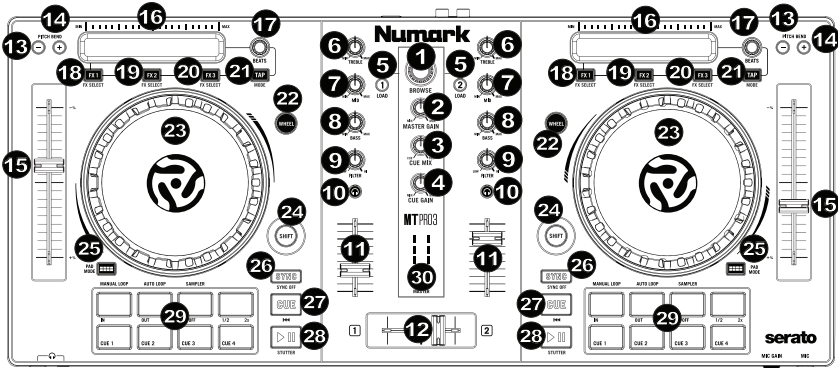 16 16
14 MIN MAX 17 Numark MIN MAX 17 13
13 PITCH BEND 6 1 6 PITCH BEND 14
− + BEATS TREBLE TREBLE BEATS − +
18 FX 1 19 FX 2 20 FX 3 21 TAP 5 5 18 FX 1 19 FX 2 20 FX 3 21 TAP
FX SELECT FX SELECT FX SELECT MODE 1 LOAD BROWSE 2 LOAD FX SELECT FX SELECT FX SELECT MODE
7 MID 2 7 MID
22 WHEEL MASTER GAIN 22 WHEEL
23 8 BASS 3 8 BASS 23
CUE MIX
15 9 FILTER 4 9 FILTER 15
10 CUE GAIN 10
24 SHIFT MTPRO3 24 SHIFT
25 PAD MODE 11 11 25 PAD MODE
26 SYNC 30 26 SYNC
SYNC OFF MASTER SYNC OFF
MANUAL LOOP AUTO LOOP SAMPLER MANUAL LOOP AUTO LOOP SAMPLER
27 CUE 27 CUE
29 29
IN OUT 1/2 2x IN OUT OFF 1/2 2x
28 1 12 2 28
CUE 1 CUE 2 CUE 3 CUE 4 STUTTER CUE 1 CUE 2 CUE 3 CUE 4 STUTTER
serato
MIC GAIN MIC